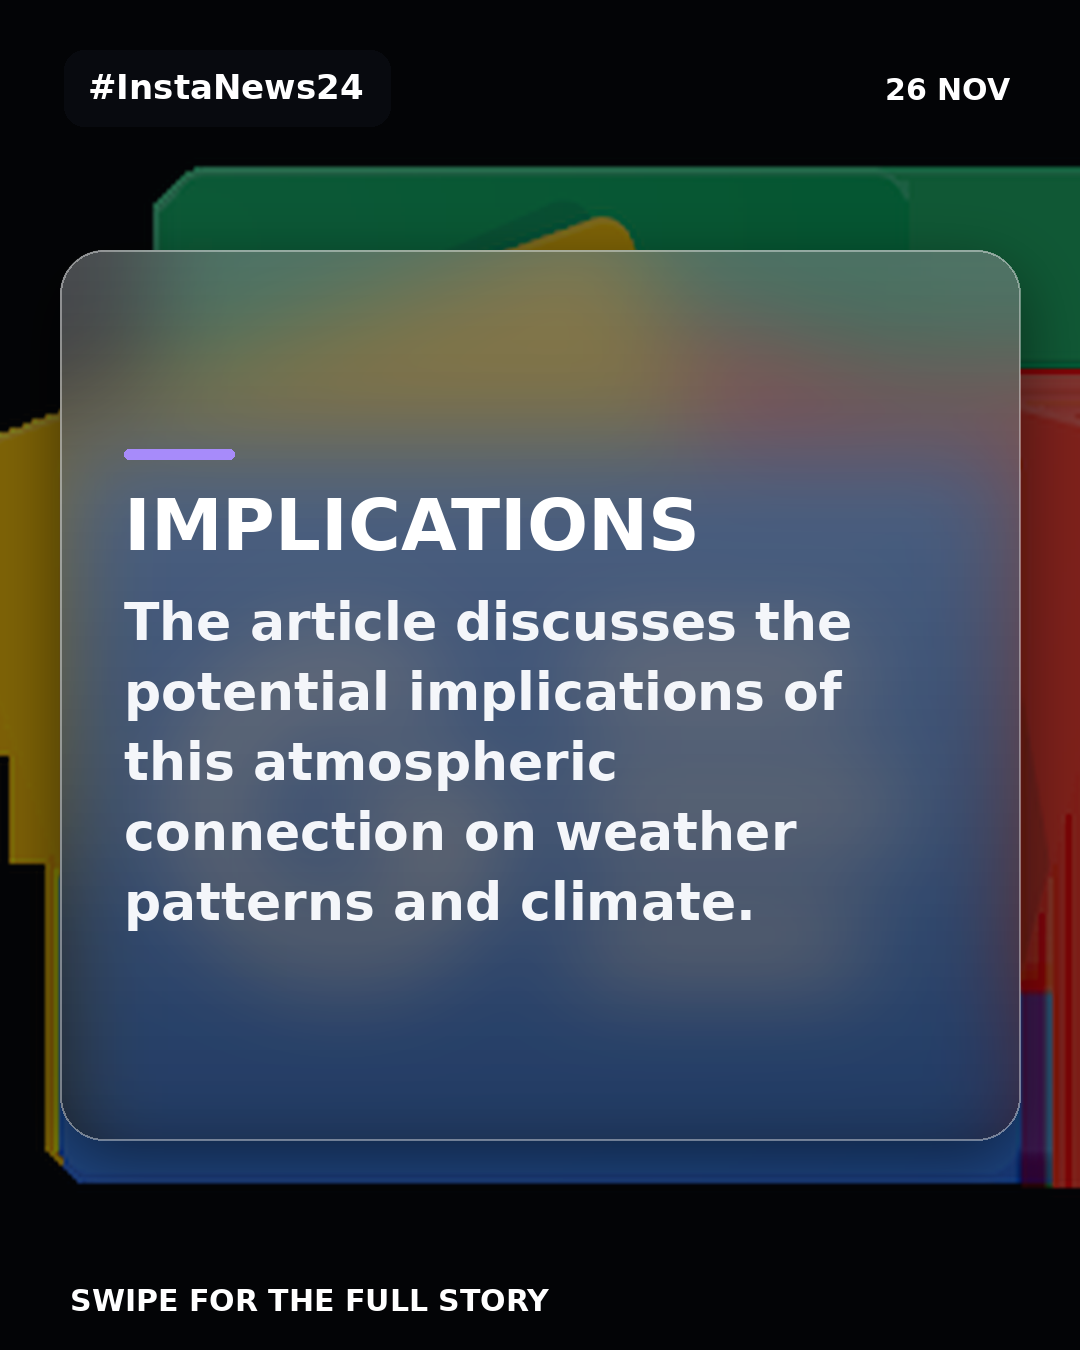 #InstaNews24
26 NOV
IMPLICATIONS
The article discusses the
potential implications of
this atmospheric
connection on weather
patterns and climate.
SWIPE FOR THE FULL STORY